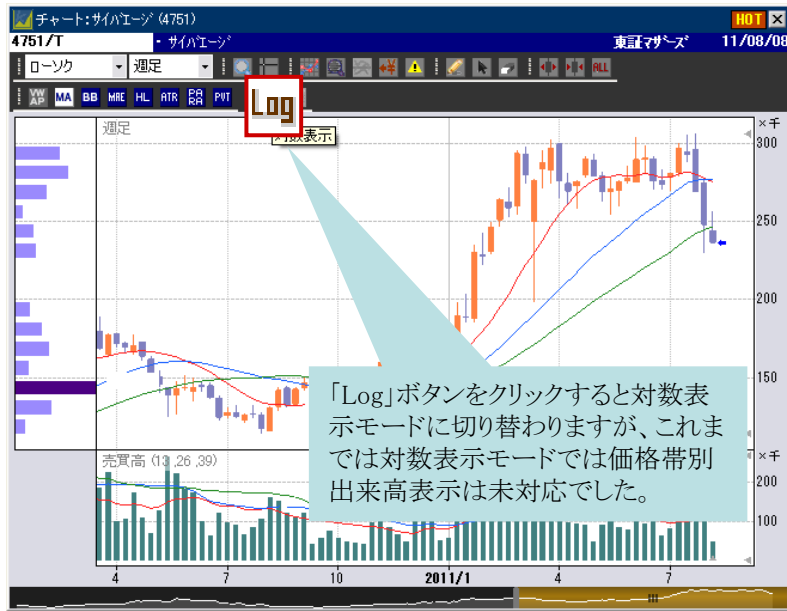 チャート:サイバエージ (4751)
HOT
4751/T
・ サイバエージ
東証マザーズ 11/08/08
ローソク 週足
ALL
VWAP MA BB MAE HL ATR PARA PVT
Log
対数表示
週足
×千
300
250
200
150
「Log」ボタンをクリックすると対数表
示モードに切り替わりますが、これま
では対数表示モードでは価格帯別
出来高表示は未対応でした。
売買高 (13 ,26 ,39)
×千
200
100
4 7 10 2011/1 4 7